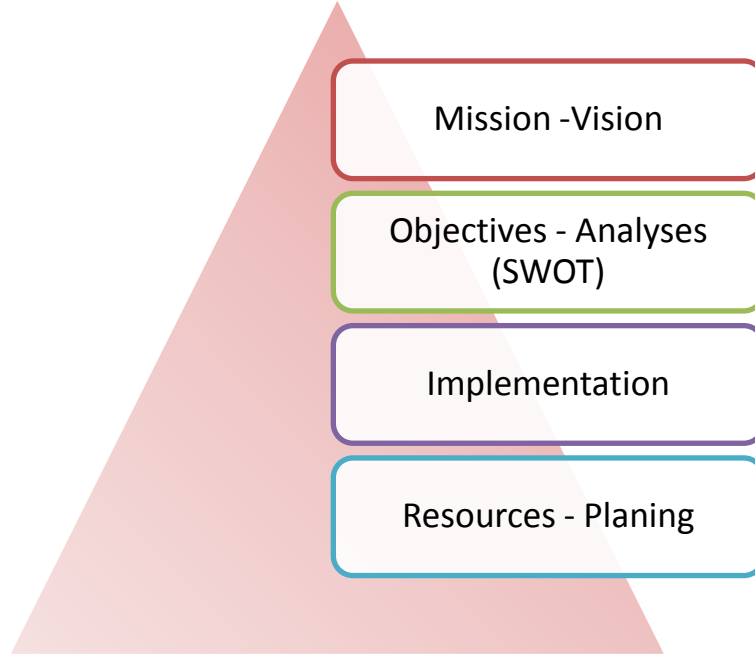 Mission -Vision
Objectives - Analyses
(SWOT)
Implementation
Resources - Planing